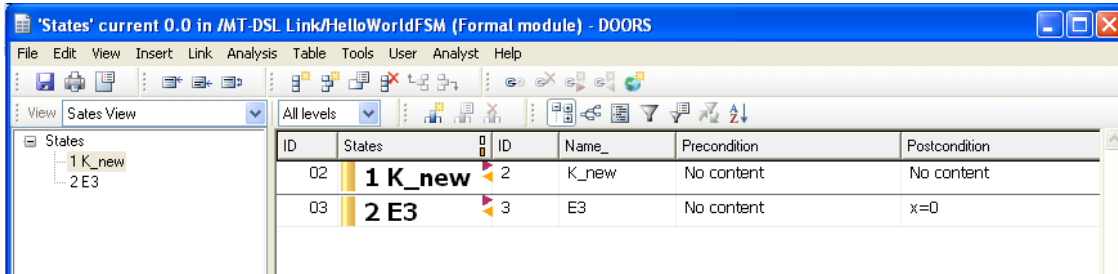 'States' current 0.0 in /MT-DSL Link/HelloWorldFSM (Formal module) - DOORS
File Edit View Insert Link Analysis Table Tools User Analyst Help
View Sates View All levels
States
1 K_new
2 E3
ID States ID Name_ Precondition Postcondition
02 1 K_new 2 K_new No content No content
03 2 E3 3 E3 No content x=0